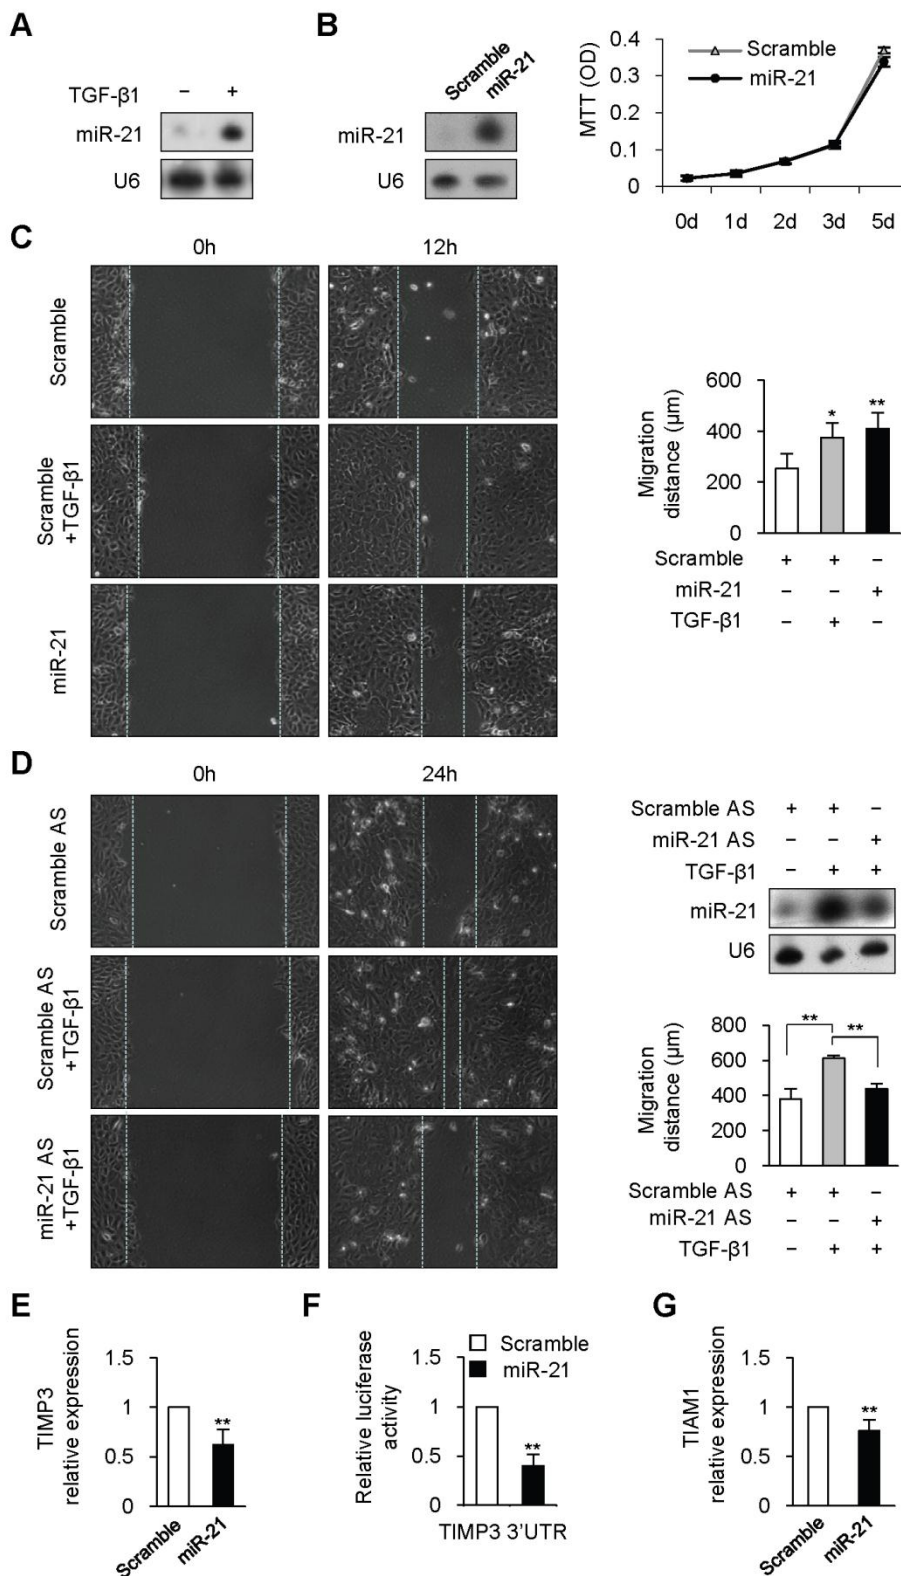 A
TGF-β1 − +
miR-21
U6
B
Scramble
miR-21
miR-21
U6
MTT (OD)
0.4
0.3
0.2
0.1
0
Scramble
miR-21
0d 1d 2d 3d 5d
C
0h 12h
Scramble
Scramble
+TGF-β1
miR-21
Migration
distance (μm)
600
400
200
0
* **
Scramble + + −
miR-21 − − +
TGF-β1 − + −
D
0h 24h
Scramble AS
Scramble AS
+TGF-β1
miR-21 AS
+TGF-β1
Scramble AS + + −
miR-21 AS − − +
TGF-β1 − + +
miR-21
U6
Migration
distance (μm)
800
600
400
200
0
** **
Scramble AS + + −
miR-21 AS − − +
TGF-β1 − + +
E
TIMP3
relative expression
1.5
1
0.5
0
**
Scramble
miR-21
F
Relative luciferase
activity
1.5
1
0.5
0
Scramble
miR-21
**
TIMP3 3'UTR
G
TIAM1
relative expression
1.5
1
0.5
0
**
Scramble
miR-21